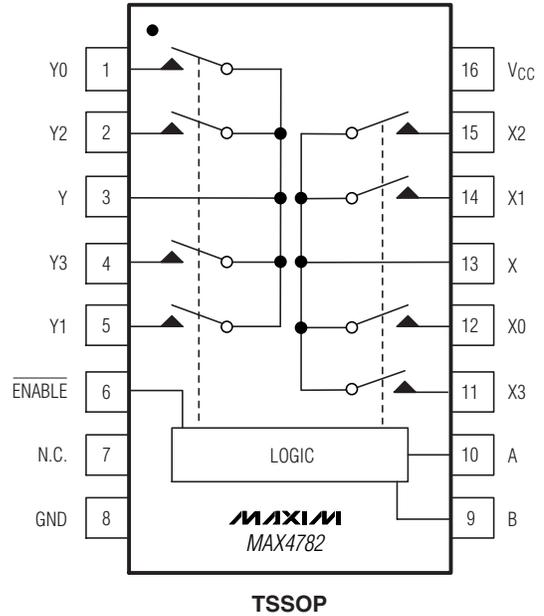 Y0 1 16 VCC
Y2 2 15 X2
Y 3 14 X1
Y3 4 13 X
Y1 5 12 X0
ENABLE 6 11 X3
N.C. 7 LOGIC 10 A
GND 8 MAXIM 9 B
MAX4782
TSSOP